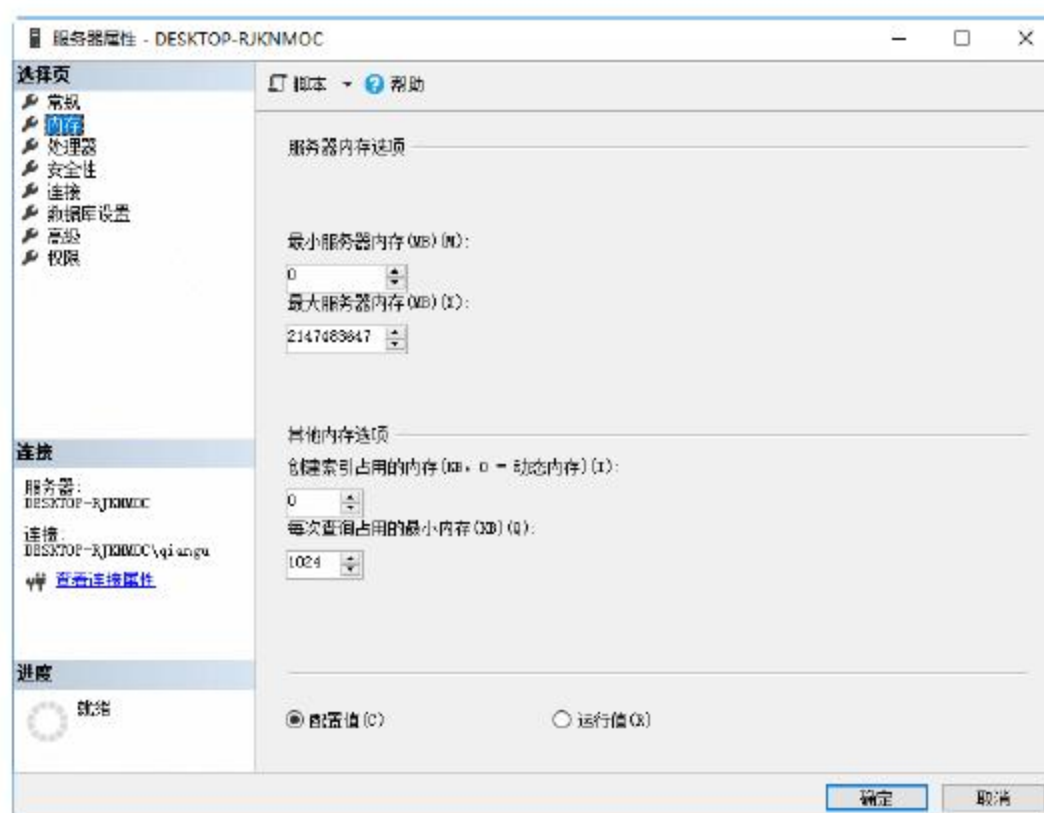 服务器属性 - DESKTOP-RJKNMOC
选择页
常规
内存
处理器
安全性
连接
数据库设置
高级
权限
连接
服务器:
DESKTOP-RJKNMOC
连接:
DESKTOP-RJKNMOC\qiangu
查看连接属性
进度
就绪
脚本 帮助
服务器内存选项
最小服务器内存(MB)(M):
0
最大服务器内存(MB)(X):
2147483647
其他内存选项
创建索引占用的内存(KB，0 = 动态内存)(I):
0
每次查询占用的最小内存(KB)(Q):
1024
配置值(C) 运行值(R)
确定 取消